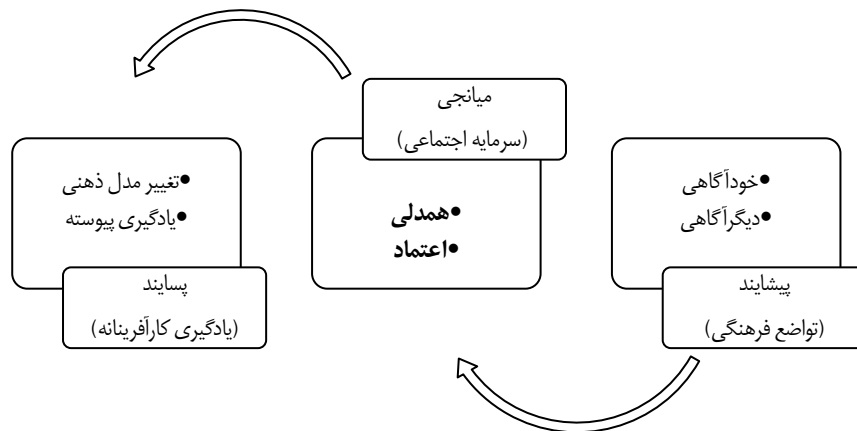 •خودآگاهی
•دیگرآگاهی
پیشایند
(تواضع فرهنگی)
میانجی
(سرمایه اجتماعی)
•همدلی
•اعتماد
•تغییر مدل ذهنی
•یادگیری پیوسته
پسایند
(یادگیری کارآفرینانه)